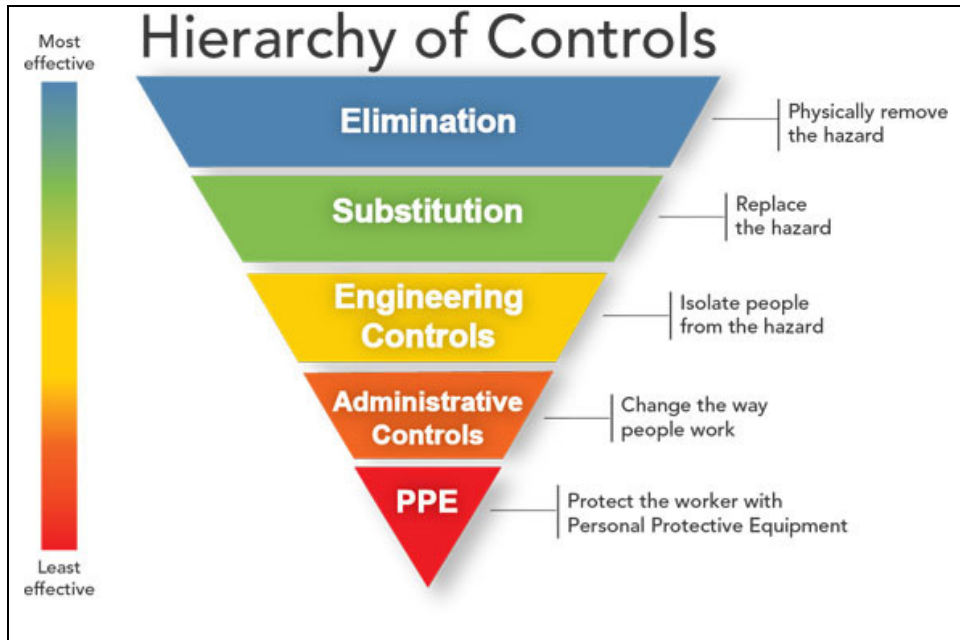 Hierarchy of Controls
Most
effective
Elimination
Physically remove
the hazard
Substitution
Replace
the hazard
Engineering
Controls
Isolate people
from the hazard
Administrative
Controls
Change the way
people work
PPE
Protect the worker with
Personal Protective Equipment
Least
effective